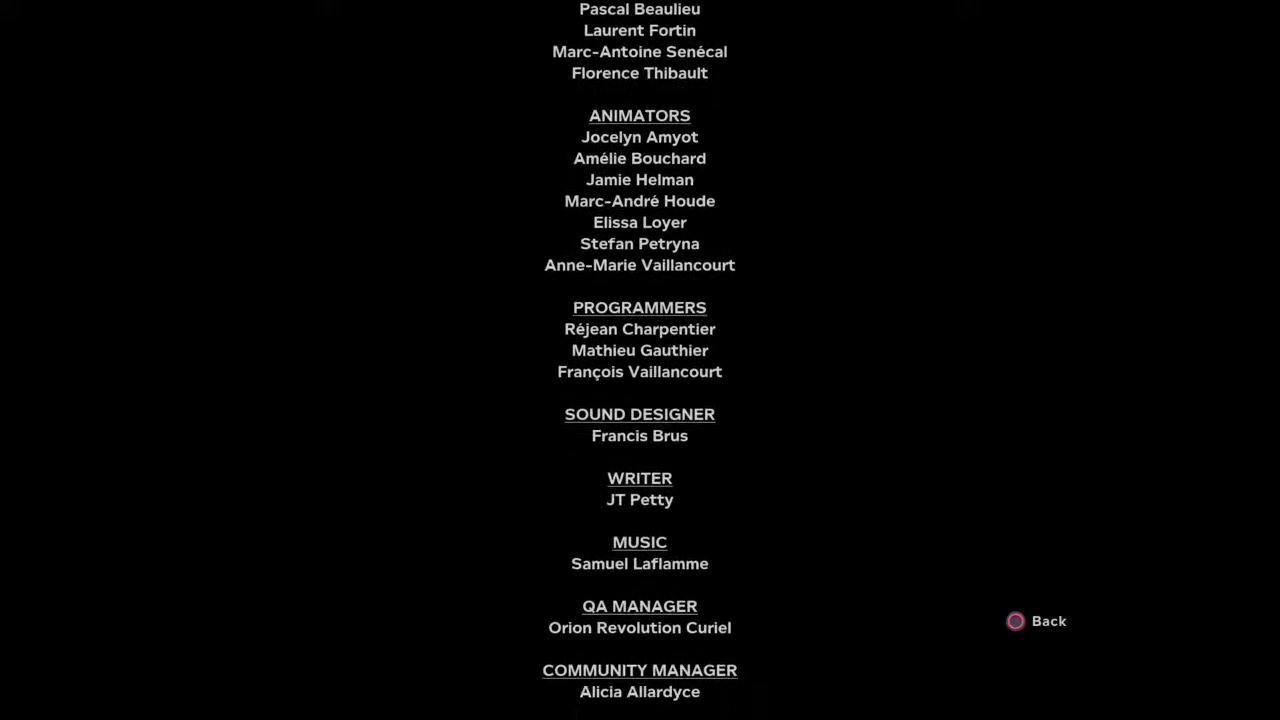 Pascal Beaulieu
Laurent Fortin
Marc-Antoine Senécal
Florence Thibault
ANIMATORS
Jocelyn Amyot
Amélie Bouchard
Jamie Helman
Marc-André Houde
Elissa Loyer
Stefan Petryna
Anne-Marie Vaillancourt
PROGRAMMERS
Réjean Charpentier
Mathieu Gauthier
François Vaillancourt
SOUND DESIGNER
Francis Brus
WRITER
JT Petty
MUSIC
Samuel Laflamme
QA MANAGER
Orion Revolution Curiel
Back
COMMUNITY MANAGER
Alicia Allardyce